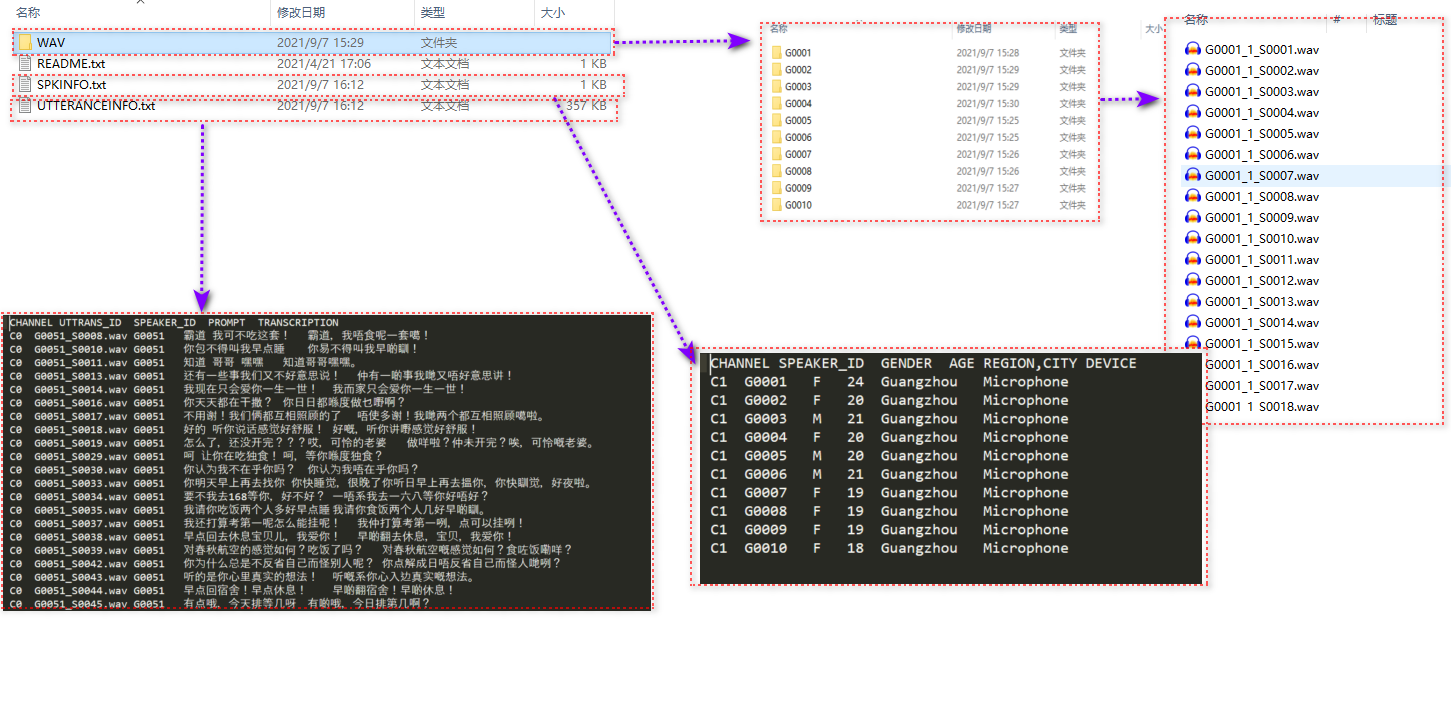 名称 修改日期 类型 大小
WAV 2021/9/7 15:29 文件夹
README.txt 2021/4/21 17:06 文本文档 1 KB
SPKINFO.txt 2021/9/7 16:12 文本文档 1 KB
UTTERANCEINFO.txt 2021/9/7 16:12 文本文档 357 KB
名称 修改日期 类型 大小
G0001 2021/9/7 15:28 文件夹
G0002 2021/9/7 15:29 文件夹
G0003 2021/9/7 15:29 文件夹
G0004 2021/9/7 15:30 文件夹
G0005 2021/9/7 15:25 文件夹
G0006 2021/9/7 15:25 文件夹
G0007 2021/9/7 15:26 文件夹
G0008 2021/9/7 15:26 文件夹
G0009 2021/9/7 15:27 文件夹
G0010 2021/9/7 15:27 文件夹
名称 # 标题
G0001_1_S0001.wav
G0001_1_S0002.wav
G0001_1_S0003.wav
G0001_1_S0004.wav
G0001_1_S0005.wav
G0001_1_S0006.wav
G0001_1_S0007.wav
G0001_1_S0008.wav
G0001_1_S0009.wav
G0001_1_S0010.wav
G0001_1_S0011.wav
G0001_1_S0012.wav
G0001_1_S0013.wav
G0001_1_S0014.wav
G0001_1_S0015.wav
G0001_1_S0016.wav
G0001_1_S0017.wav
G0001_1_S0018.wav
CHANNEL UTTRANS_ID SPEAKER_ID PROMPT TRANSCRIPTION
C0 G0051_S0008.wav G0051 霸道 我可不吃这套！ 霸道，我唔食呢一套噶！
C0 G0051_S0010.wav G0051 你包不得叫我早点睡 你易不得叫我早啲瞓！
C0 G0051_S0011.wav G0051 知道 哥哥 嘿嘿 知道哥哥嘿嘿。
C0 G0051_S0013.wav G0051 还有一些事我们又不好意思说！ 仲有一啲事我哋又唔好意思讲！
C0 G0051_S0014.wav G0051 我现在只会爱你一生一世！ 我而家只会爱你一生一世！
C0 G0051_S0016.wav G0051 你天天都在干撒？ 你日日都喺度做乜嘢啊？
C0 G0051_S0017.wav G0051 不用谢！我们俩都互相照顾的了 唔使多谢！我哋两个都互相照顾噶啦。
C0 G0051_S0018.wav G0051 好的 听你说话感觉好舒服！ 好嘅，听你讲嘢感觉好舒服！
C0 G0051_S0019.wav G0051 怎么了，还没开完？？？哎，可怜的老婆 做咩啦？仲未开完？唉，可怜嘅老婆。
C0 G0051_S0029.wav G0051 呵 让你在吃独食！ 呵，等你喺度独食？
C0 G0051_S0030.wav G0051 你认为我不在乎你吗？ 你认为我唔在乎你吗？
C0 G0051_S0031.wav G0051 你明天早上再去找你 你快睡觉，很晚了你听日早上再去搵你，你快瞓觉，好夜啦。
C0 G0051_S0034.wav G0051 要不我去168等你，好不好？ 一唔系我去一六八等你好唔好？
C0 G0051_S0035.wav G0051 我请你吃饭两个人多好早点睡 我请你食饭两个人几好早啲瞓。
C0 G0051_S0037.wav G0051 我还打算考第一呢怎么能挂呢！ 我仲打算考第一咧，点可以挂咧！
C0 G0051_S0038.wav G0051 早点回去休息宝贝儿，我爱你！ 早啲翻去休息，宝贝，我爱你！
C0 G0051_S0039.wav G0051 对春秋航空的感觉如何？吃饭了吗？ 对春秋航空嘅感觉如何？食咗饭嘞咩？
C0 G0051_S0042.wav G0051 你为什么总是不反省自己而怪别人呢？ 你点解成日唔反省自己而怪人哋咧？
C0 G0051_S0043.wav G0051 听的是你心里真实的想法！ 听嘅系你心入边真实嘅想法。
C0 G0051_S0044.wav G0051 早点回宿舍！早点休息！ 早啲翻宿舍！早啲休息！
C0 G0051_S0045.wav G0051 有点哦，今天排等几呀 有啲哦，今日排第几啊？
CHANNEL SPEAKER_ID GENDER AGE REGION,CITY DEVICE
C1 G0001 F 24 Guangzhou Microphone
C1 G0002 F 20 Guangzhou Microphone
C1 G0003 M 21 Guangzhou Microphone
C1 G0004 F 20 Guangzhou Microphone
C1 G0005 M 20 Guangzhou Microphone
C1 G0006 M 21 Guangzhou Microphone
C1 G0007 F 19 Guangzhou Microphone
C1 G0008 F 19 Guangzhou Microphone
C1 G0009 F 19 Guangzhou Microphone
C1 G0010 F 18 Guangzhou Microphone